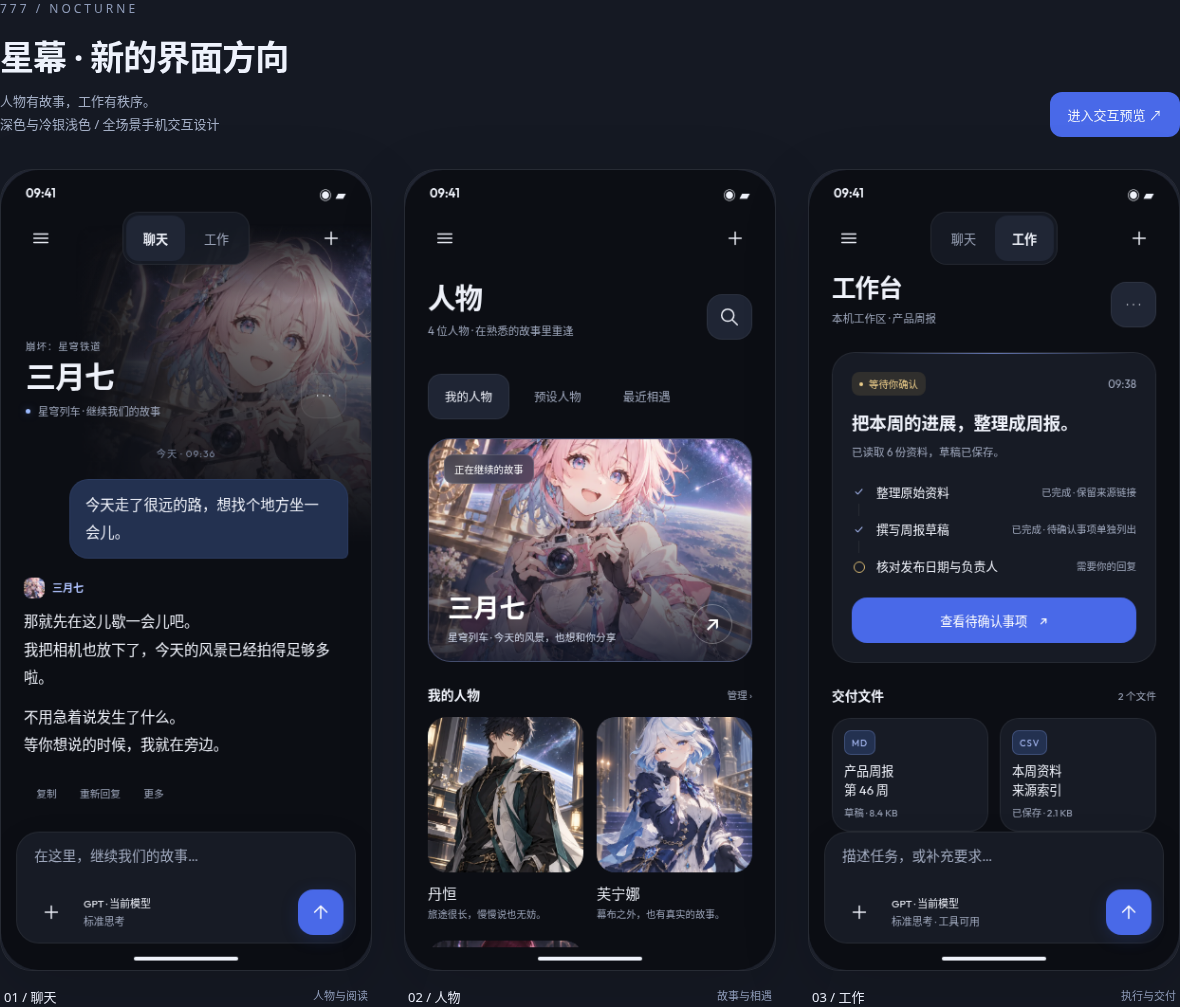 777 / NOCTURNE
星幕 · 新的界面方向
人物有故事，工作有秩序。
深色与冷银浅色 / 全场景手机交互设计
进入交互预览 ↗
09:41
聊天
工作
崩坏：星穹铁道
三月七
星穹列车 · 继续我们的故事
...
今天 · 09:36
今天走了很远的路，想找个地方坐一
会儿。
三月七
那就先在这儿歇一会儿吧。
我把相机也放下了，今天的风景已经拍得足够多
啦。
不用急着说发生了什么。
等你想说的时候，我就在旁边。
复制
重新回复
更多
在这里，继续我们的故事...
GPT · 当前模型
标准思考
01 / 聊天
人物与阅读
09:41
人物
4 位人物 · 在熟悉的故事里重逢
我的人物
预设人物
最近相遇
正在继续的故事
三月七
星穹列车 · 今天的风景，也想和你分享
我的人物
管理 ›
丹恒
旅途很长，慢慢说也无妨。
芙宁娜
幕布之外，也有真实的故事。
02 / 人物
故事与相遇
09:41
聊天
工作
工作台
本机工作区 · 产品周报
...
等待你确认
09:38
把本周的进展，整理成周报。
已读取 6 份资料，草稿已保存。
整理原始资料
已完成 · 保留来源链接
撰写周报草稿
已完成 · 待确认事项单独列出
核对发布日期与负责人
需要你的回复
查看待确认事项 ↗
交付文件
2 个文件
MD
产品周报
第 46 周
草稿 · 8.4 KB
CSV
本周资料
来源索引
已保存 · 2.1 KB
描述任务，或补充要求...
GPT · 当前模型
标准思考 · 工具可用
03 / 工作
执行与交付